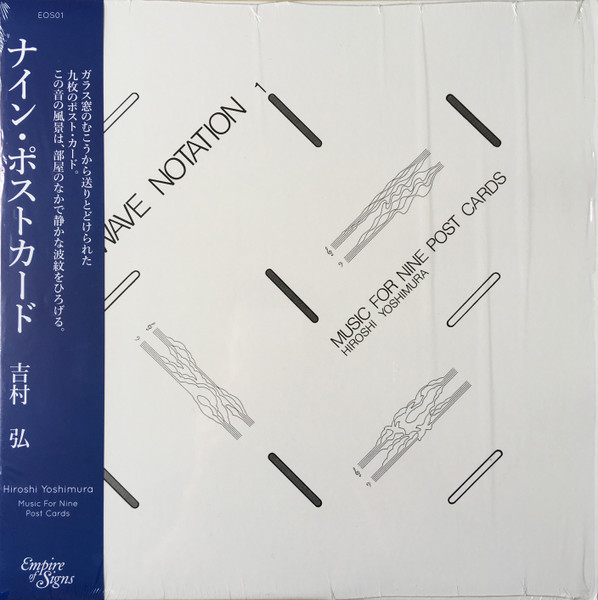 EOS01
ナイン・ポストカード
吉村 弘
ガラス窓のむこうから送りとどけられた
九枚のポスト・カード。
この音の風景は、部屋のなかで静かな波紋をひろげる。
Hiroshi Yoshimura
Music For Nine
Post Cards
Empire
of Signs
WAVE NOTATION 1
MUSIC FOR NINE POST CARDS
HIROSHI YOSHIMURA